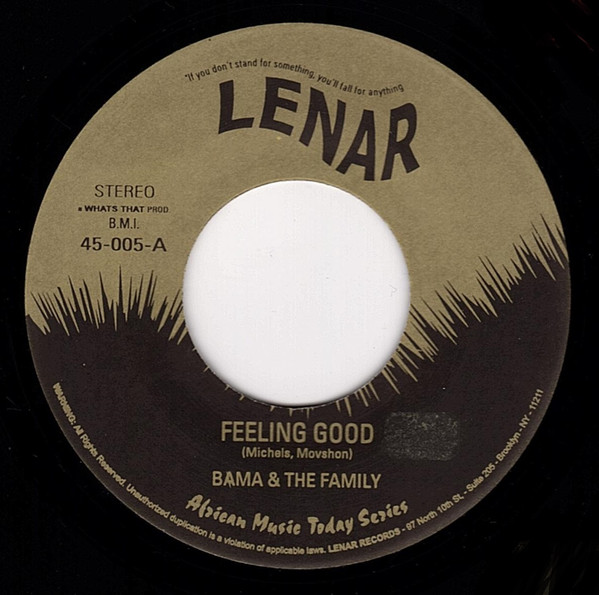 "If you don't stand for something, you'll fall for anything
LENAR
STEREO
• WHATS THAT PROD
B.M.I.
45-005-A
FEELING GOOD
(Michels, Movshon)
BAMA & THE FAMILY
African Music Today Series
WARNING: All Rights Reserved. Unauthorized duplication is a violation of applicable laws. LENAR RECORDS - 97 North 10th St. - Suite 205 - Brooklyn - NY - 11211